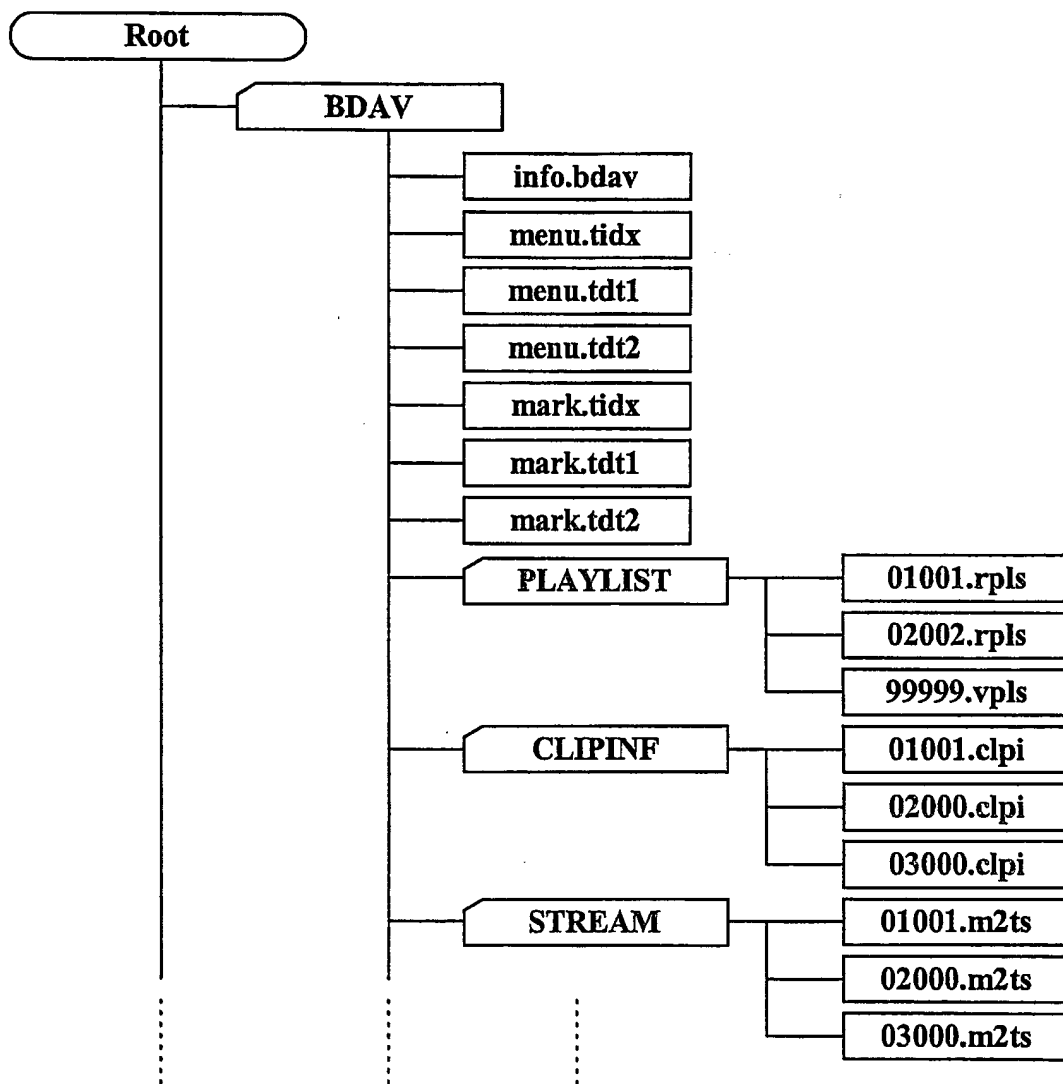 Root
BDAV
info.bdav
menu.tidx
menu.tdt1
menu.tdt2
mark.tidx
mark.tdt1
mark.tdt2
PLAYLIST
01001.rpls
02002.rpls
99999.vpls
CLIPINF
01001.clpi
02000.clpi
03000.clpi
STREAM
01001.m2ts
02000.m2ts
03000.m2ts